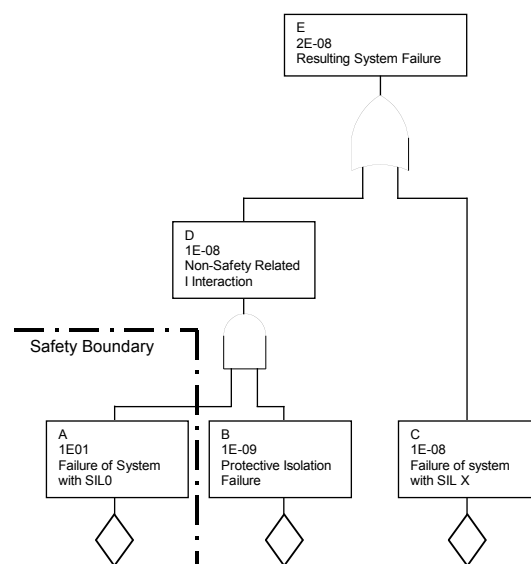 E
2E-08
Resulting System Failure
D
1E-08
Non-Safety Related
I Interaction
Safety Boundary
A
1E01
Failure of System
with SIL0
B
1E-09
Protective Isolation
Failure
C
1E-08
Failure of system
with SIL X